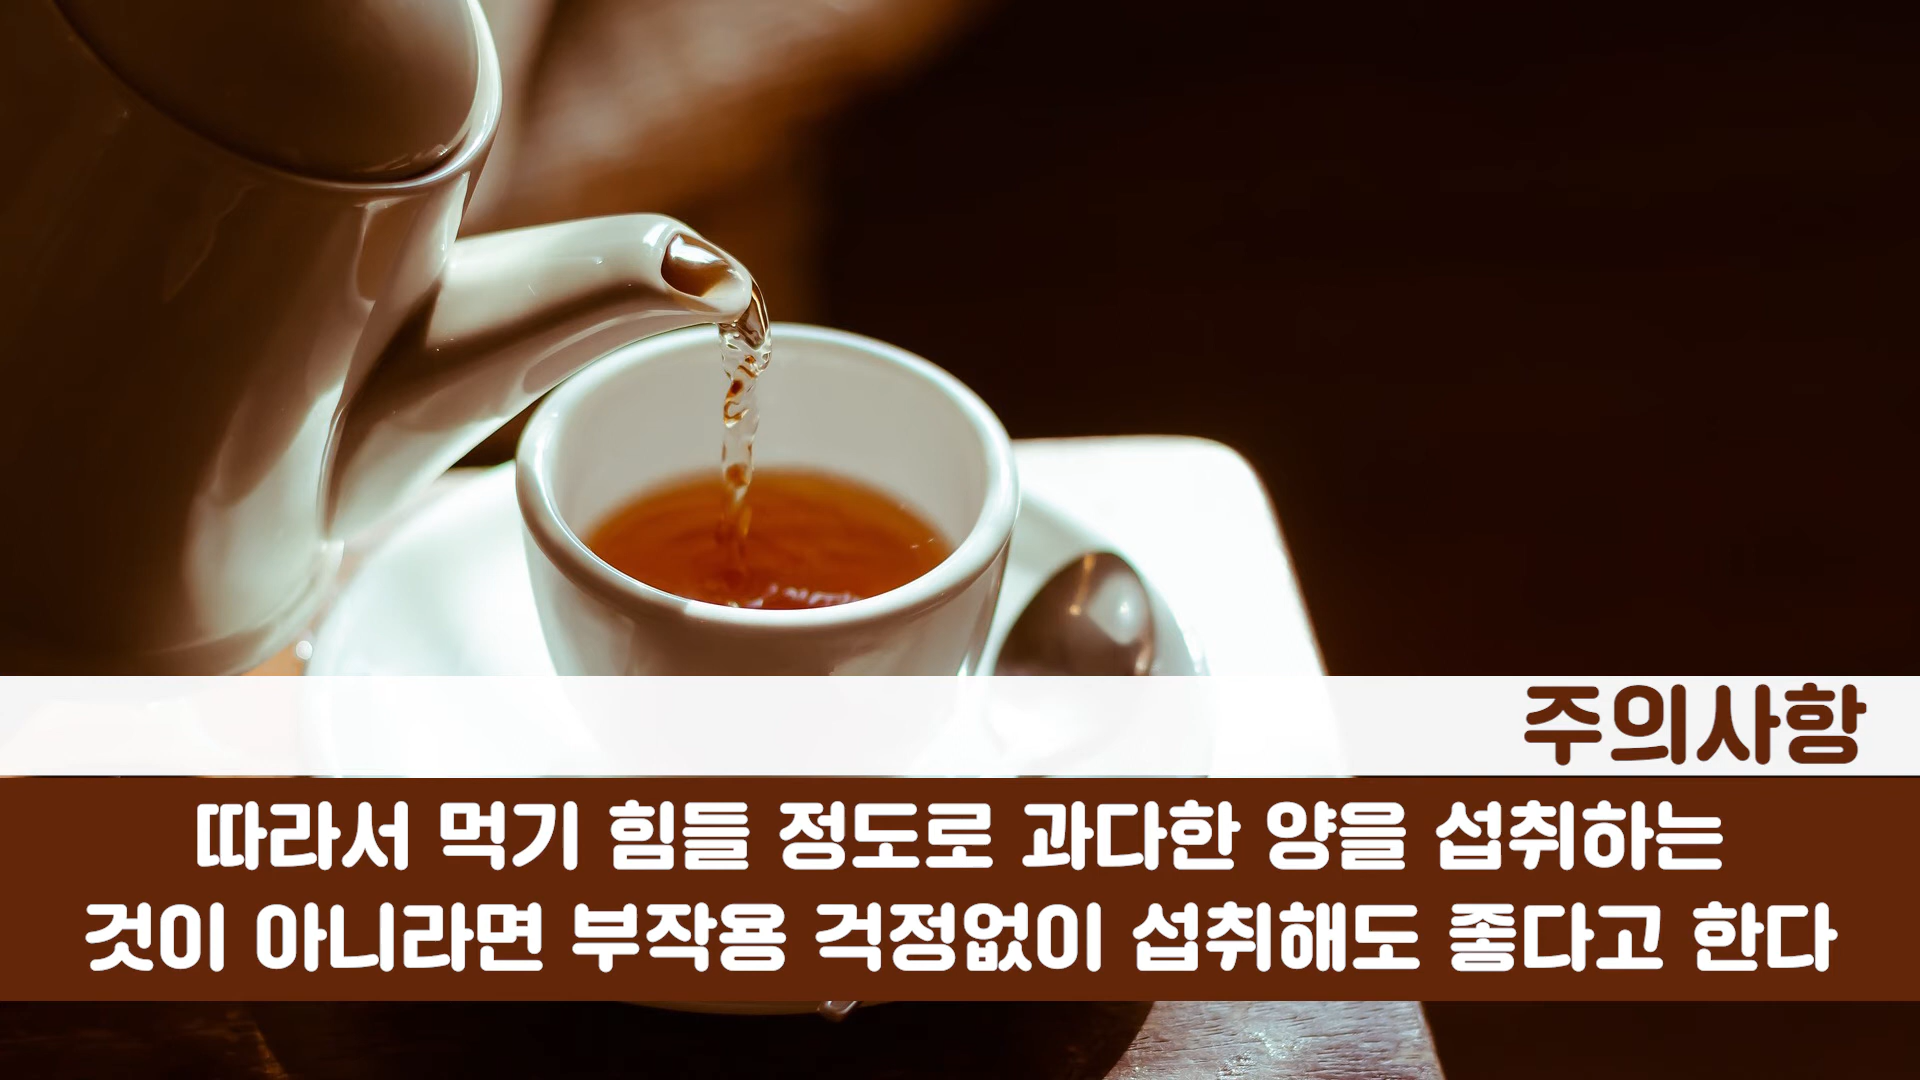 주의사항
따라서 먹기 힘들 정도로 과다한 양을 섭취하는
것이 아니라면 부작용 걱정없이 섭취해도 좋다고 한다